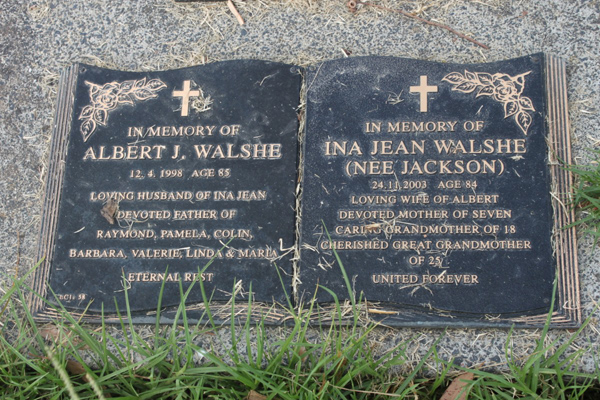 IN MEMORY OF
ALBERT J. WALSHE
12. 4. 1998 AGE 85
LOVING HUSBAND OF INA JEAN
DEVOTED FATHER OF
RAYMOND, PAMELA, COLIN,
BARBARA, VALERIE, LINDA & MARIA
ETERNAL REST
IN MEMORY OF
INA JEAN WALSHE
(NEE JACKSON)
24.11.2003 AGE 84
LOVING WIFE OF ALBERT
DEVOTED MOTHER OF SEVEN
CARING GRANDMOTHER OF 18
CHERISHED GREAT GRANDMOTHER
OF 25
UNITED FOREVER